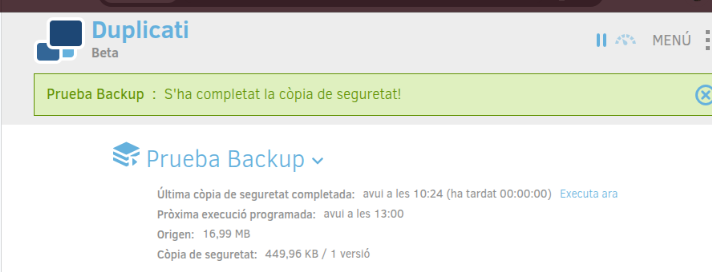 Duplicati
Beta
MENÚ
Prueba Backup : S'ha completat la còpia de seguretat!
Prueba Backup
Última còpia de seguretat completada: avui a les 10:24 (ha tardat 00:00:00) Executa ara
Pròxima execució programada: avui a les 13:00
Origen: 16,99 MB
Còpia de seguretat: 449,96 KB / 1 versió